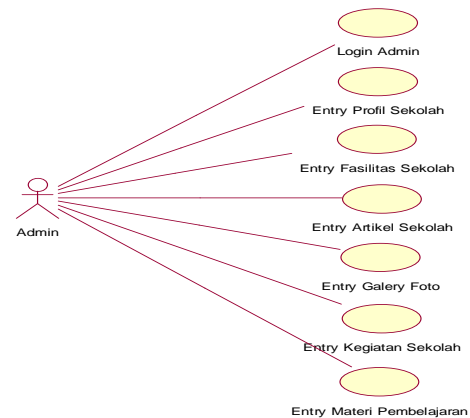 Login Admin
Entry Profil Sekolah
Entry Fasilitas Sekolah
Entry Artikel Sekolah
Admin
Entry Galery Foto
Entry Kegiatan Sekolah
Entry Materi Pembelajaran